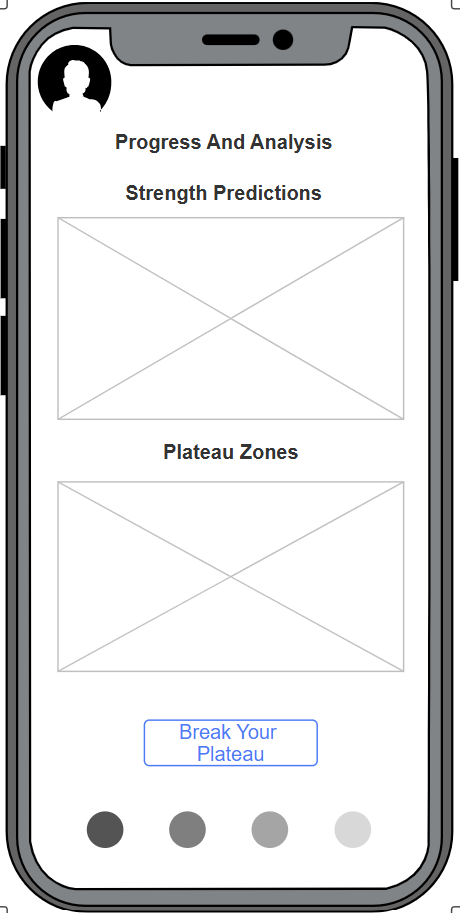 Progress And Analysis
Strength Predictions
Plateau Zones
Break Your
Plateau